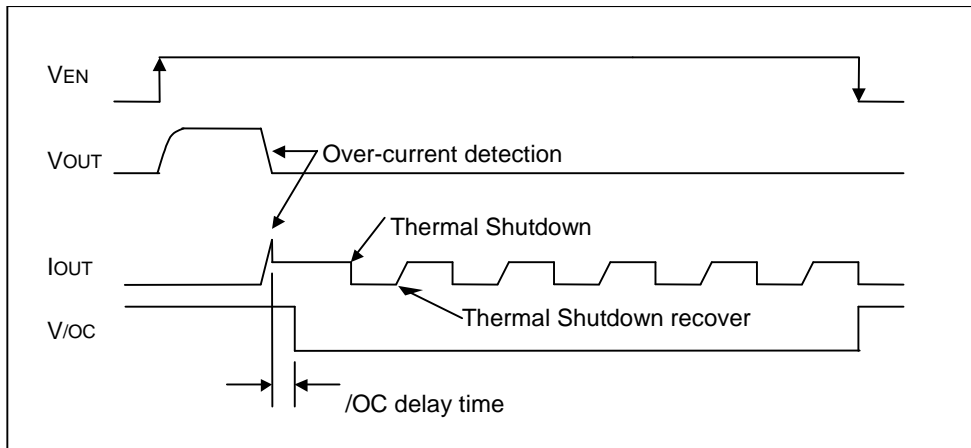 VEN
VOUT
Over-current detection
Thermal Shutdown
IOUT
Thermal Shutdown recover
V/OC
/OC delay time